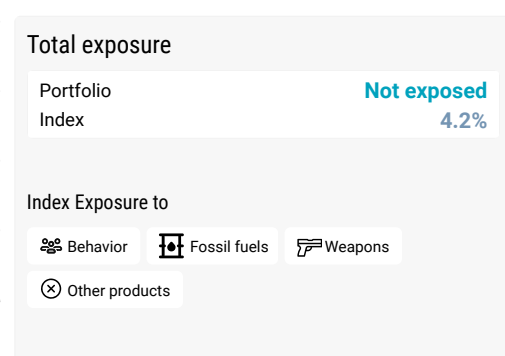 Total exposure
Portfolio Not exposed
Index 4.2%
Index Exposure to
Behavior Fossil fuels Weapons
Other products